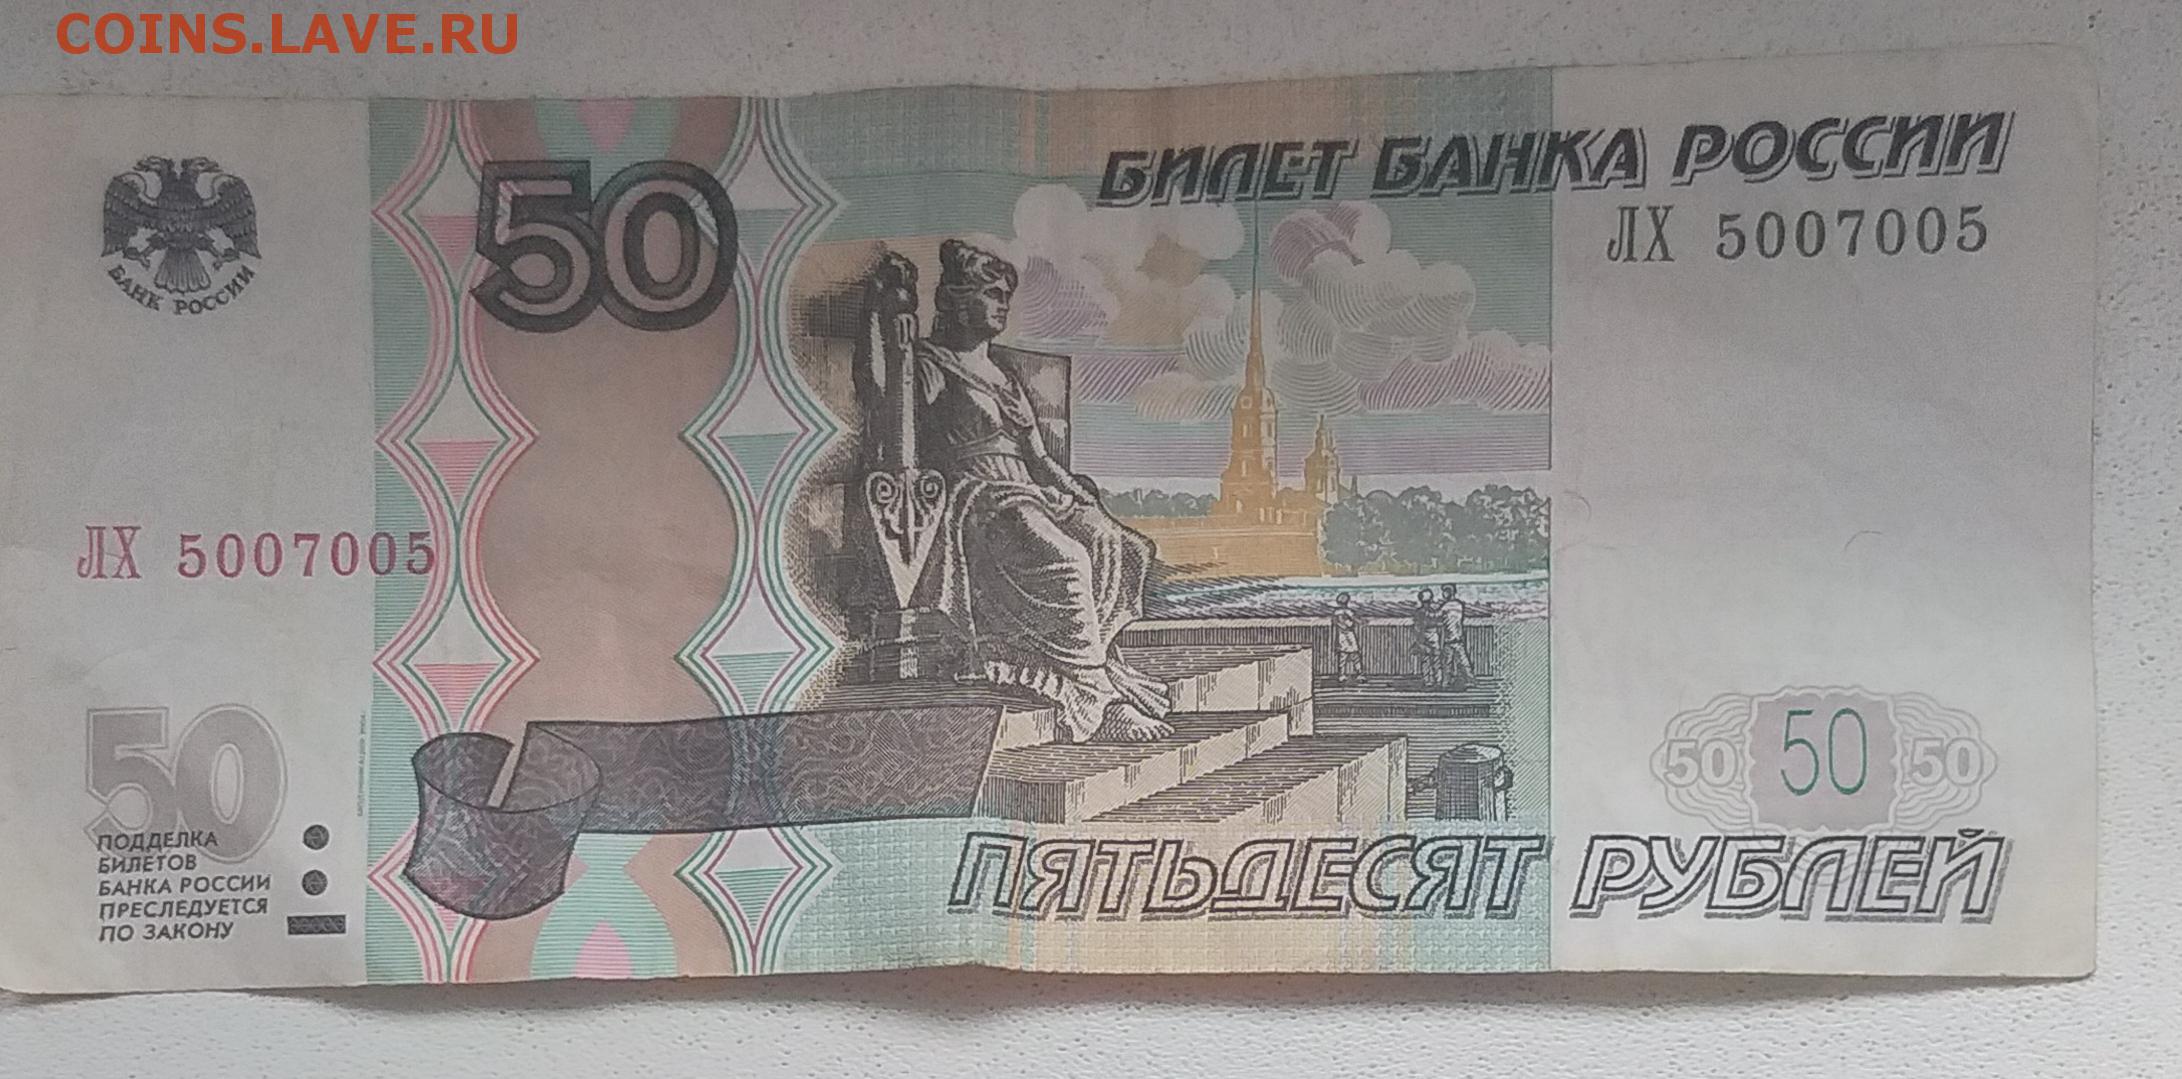 COINS.LAVE.RU
БИЛЕТ БАНКА РОССИИ
ЛХ 5007005
50
БАНК РОССИИ
ЛХ 5007005
50
ПОДДЕЛКА
БИЛЕТОВ
БАНКА РОССИИ
ПРЕСЛЕДУЕТСЯ
ПО ЗАКОНУ
50 50 50
ПЯТЬДЕСЯТ РУБЛЕЙ